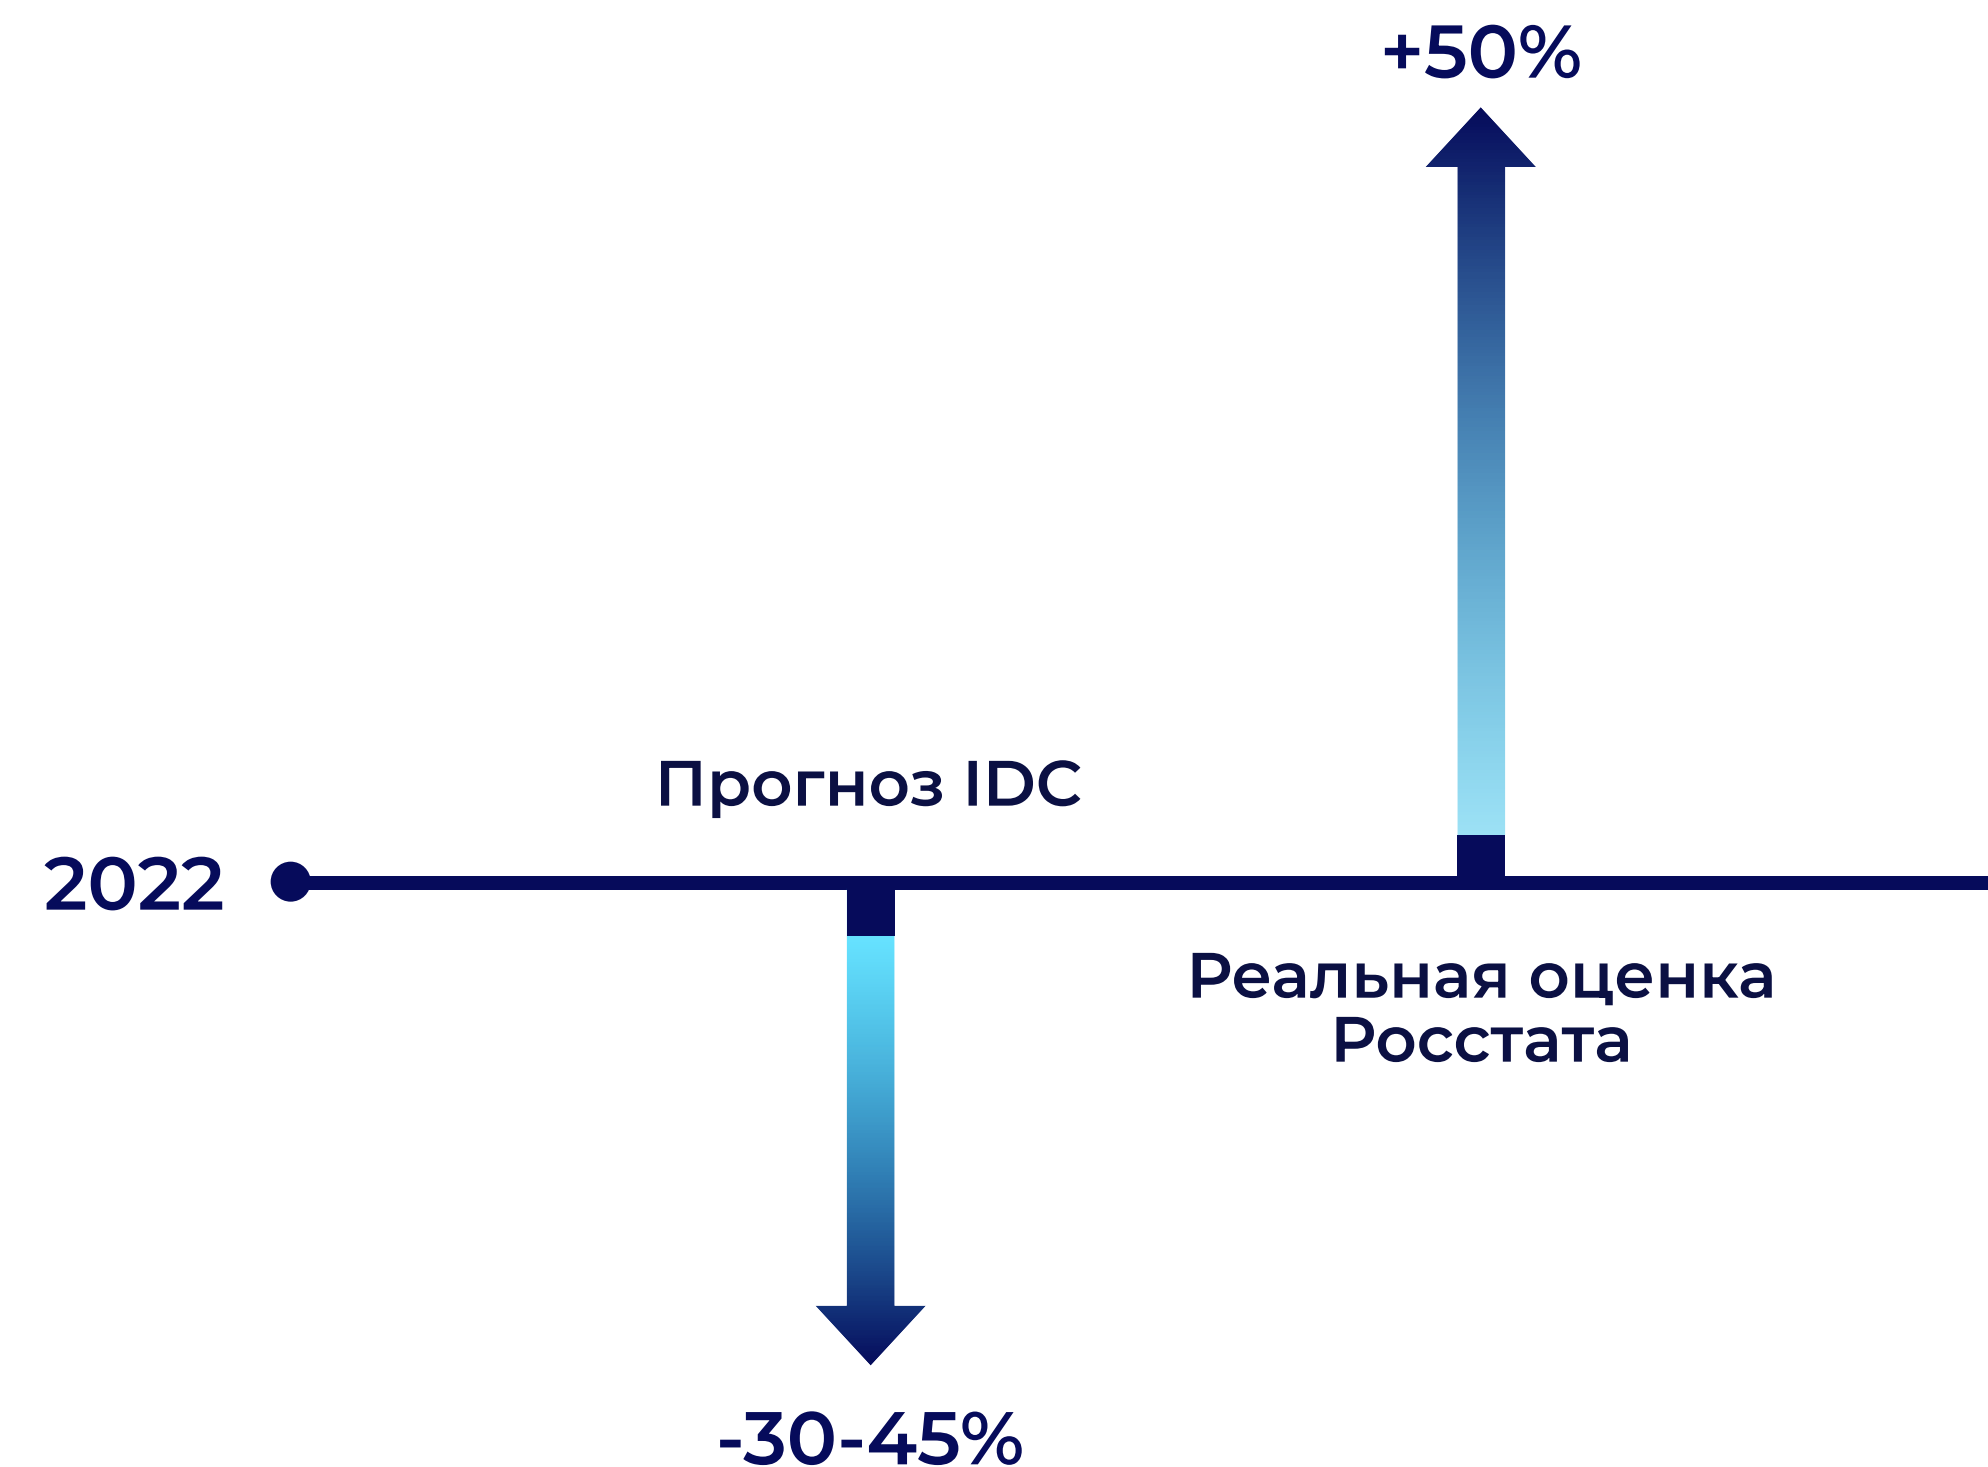 +50%
Прогноз IDC
2022
Реальная оценка
Росстата
-30-45%